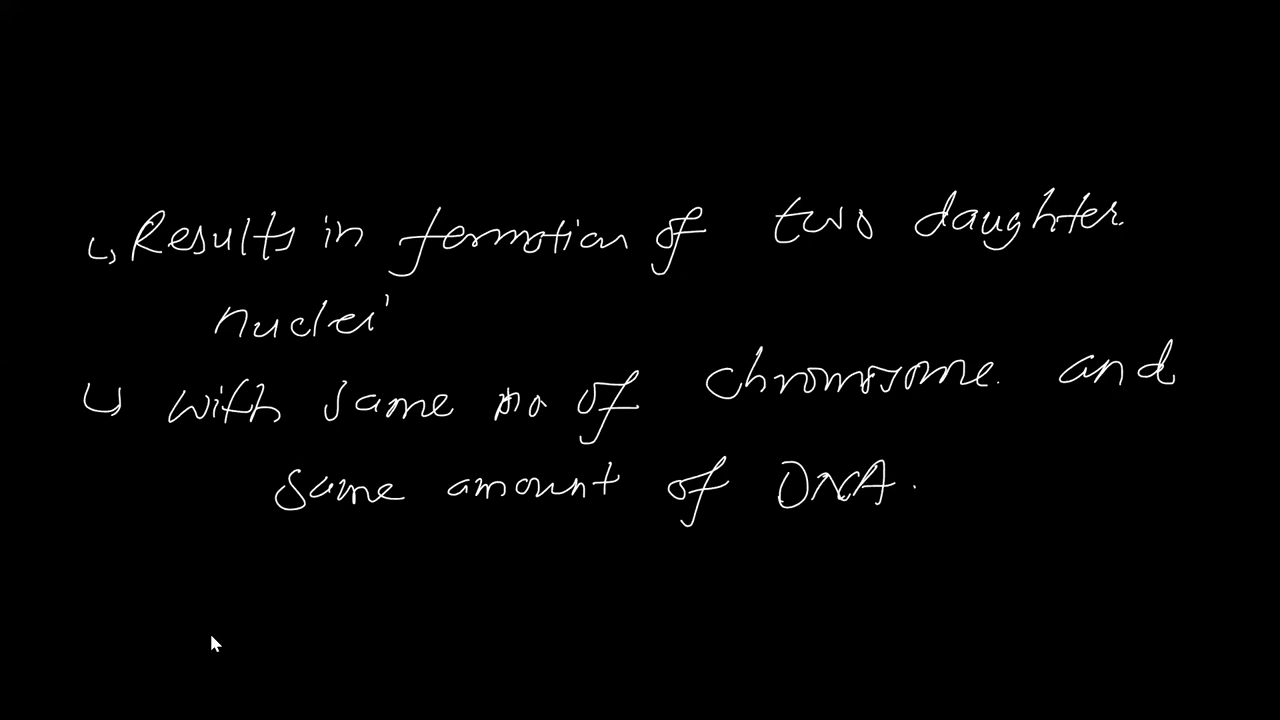 ↳ Results in formation of two daughter
nuclei
↳ with same no of chromosome and
same amount of DNA.